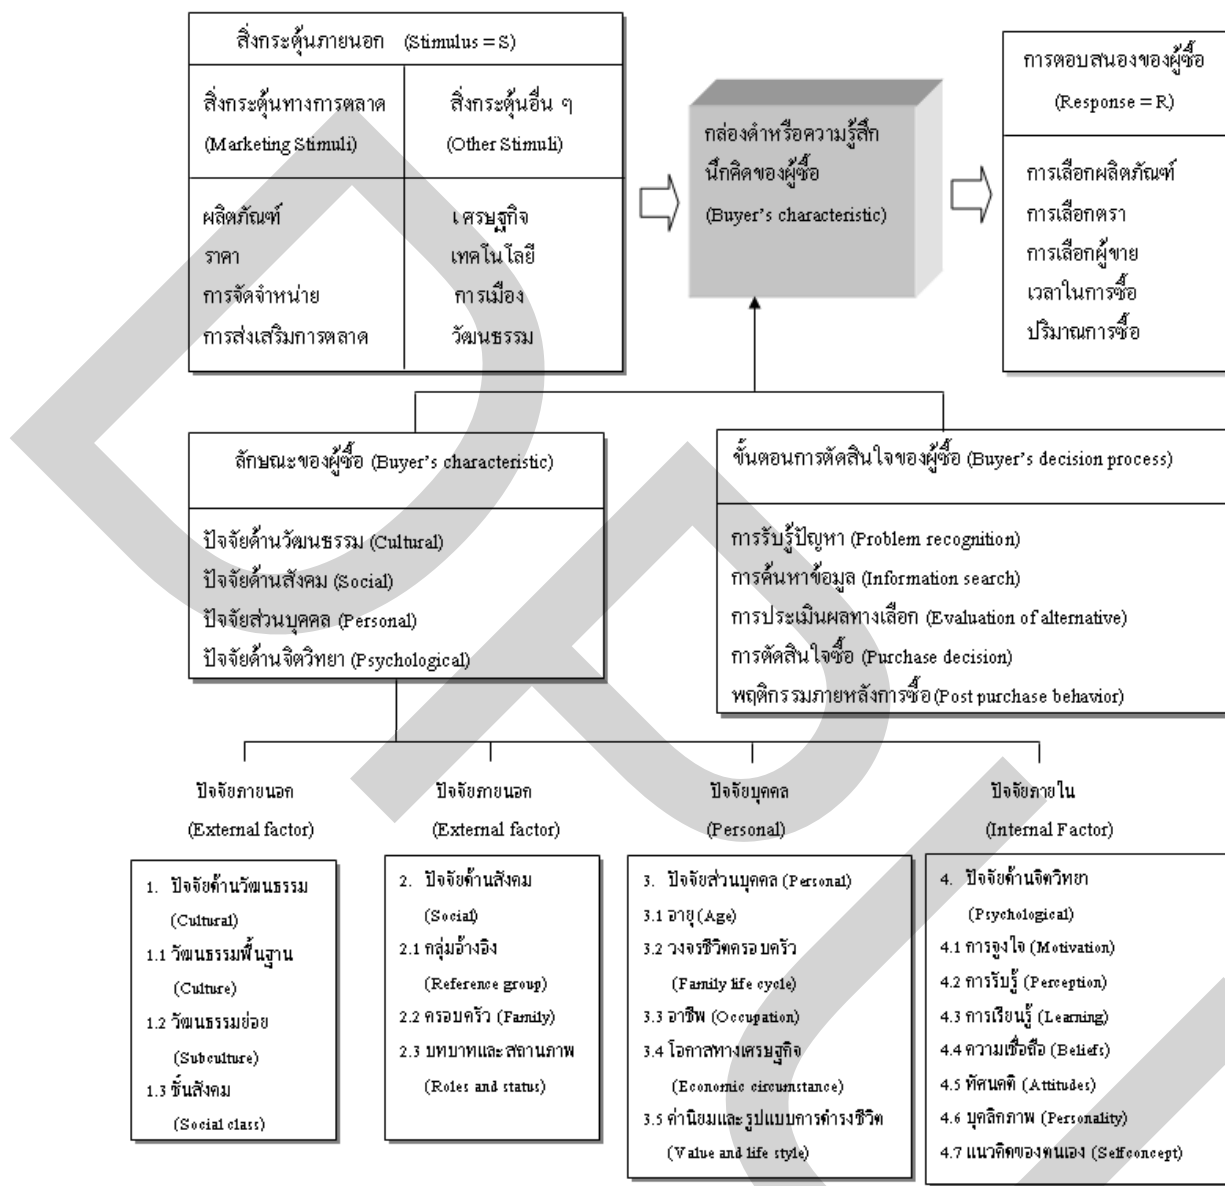 สิ่งกระตุ้นภายนอก (Stimulus = S)
สิ่งกระตุ้นทางการตลาด
(Marketing Stimuli)
สิ่งกระตุ้นอื่น ๆ
(Other Stimuli)
ผลิตภัณฑ์
ราคา
การจัดจำหน่าย
การส่งเสริมการตลาด
เศรษฐกิจ
เทคโนโลยี
การเมือง
วัฒนธรรม
กล่องดำหรือความรู้สึก
นึกคิดของผู้ซื้อ
(Buyer's characteristic)
การตอบสนองของผู้ซื้อ
(Response = R)
การเลือกผลิตภัณฑ์
การเลือกตรา
การเลือกผู้ขาย
เวลาในการซื้อ
ปริมาณการซื้อ
ลักษณะของผู้ซื้อ (Buyer's characteristic)
ปัจจัยด้านวัฒนธรรม (Cultural)
ปัจจัยด้านสังคม (Social)
ปัจจัยส่วนบุคคล (Personal)
ปัจจัยด้านจิตวิทยา (Psychological)
ขั้นตอนการตัดสินใจของผู้ซื้อ (Buyer's decision process)
การรับรู้ปัญหา (Problem recognition)
การค้นหาข้อมูล (Information search)
การประเมินผลทางเลือก (Evaluation of alternative)
การตัดสินใจซื้อ (Purchase decision)
พฤติกรรมภายหลังการซื้อ (Post purchase behavior)
ปัจจัยภายนอก
(External factor)
1. ปัจจัยด้านวัฒนธรรม
(Cultural)
1.1 วัฒนธรรมพื้นฐาน
(Culture)
1.2 วัฒนธรรมย่อย
(Subculture)
1.3 ชั้นสังคม
(Social class)
ปัจจัยภายนอก
(External factor)
2. ปัจจัยด้านสังคม
(Social)
2.1 กลุ่มอ้างอิง
(Reference group)
2.2 ครอบครัว (Family)
2.3 บทบาทและสถานภาพ
(Roles and status)
ปัจจัยบุคคล
(Personal)
3. ปัจจัยส่วนบุคคล (Personal)
3.1 อายุ (Age)
3.2 วงจรชีวิตครอบครัว
(Family life cycle)
3.3 อาชีพ (Occupation)
3.4 โอกาสทางเศรษฐกิจ
(Economic circumstance)
3.5 ค่านิยมและรูปแบบการดำรงชีวิต
(Value and life style)
ปัจจัยภายใน
(Internal Factor)
4. ปัจจัยด้านจิตวิทยา
(Psychological)
4.1 การจูงใจ (Motivation)
4.2 การรับรู้ (Perception)
4.3 การเรียนรู้ (Learning)
4.4 ความเชื่อถือ (Beliefs)
4.5 ทัศนคติ (Attitudes)
4.6 บุคลิกภาพ (Personality)
4.7 แนวคิดของตนเอง (Selfconcept)